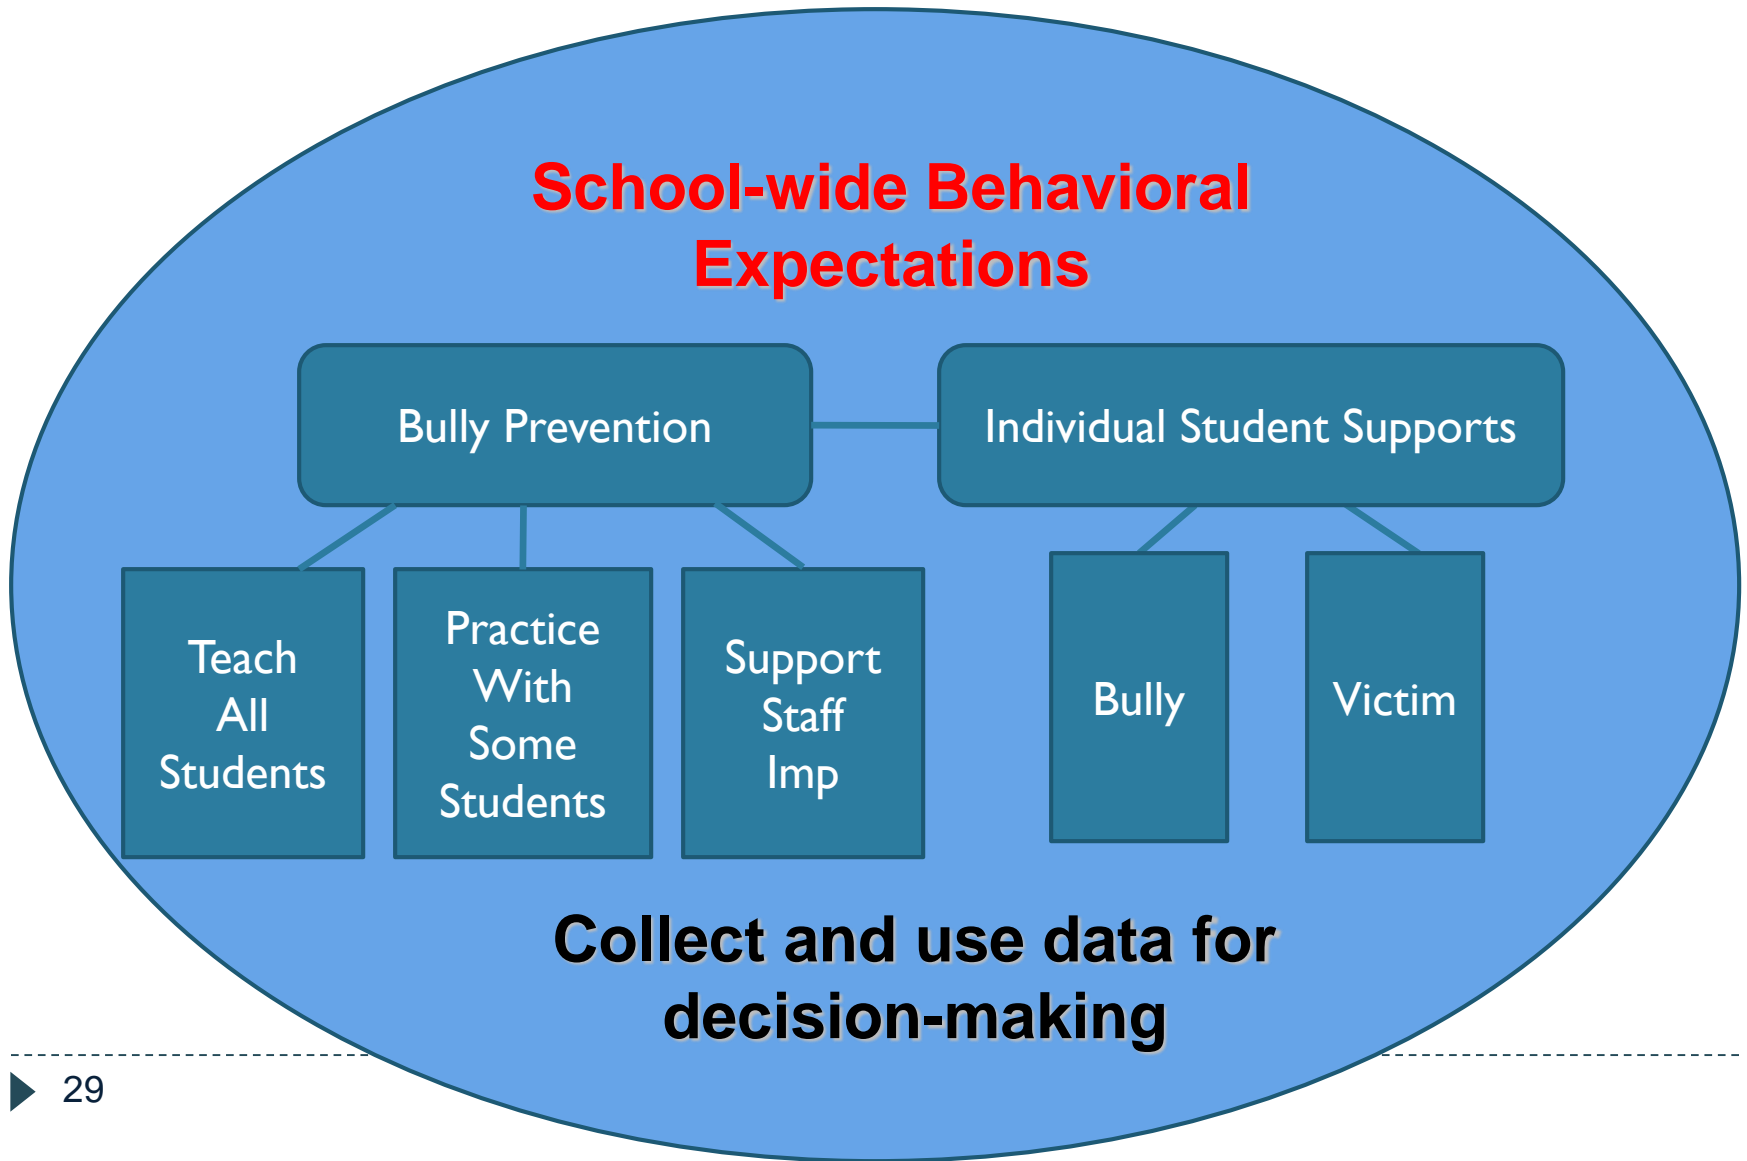 School-wide Behavioral
Expectations
Bully Prevention
Individual Student Supports
Teach
All
Students
Practice
With
Some
Students
Support
Staff
Imp
Bully
Victim
Collect and use data for
decision-making
29